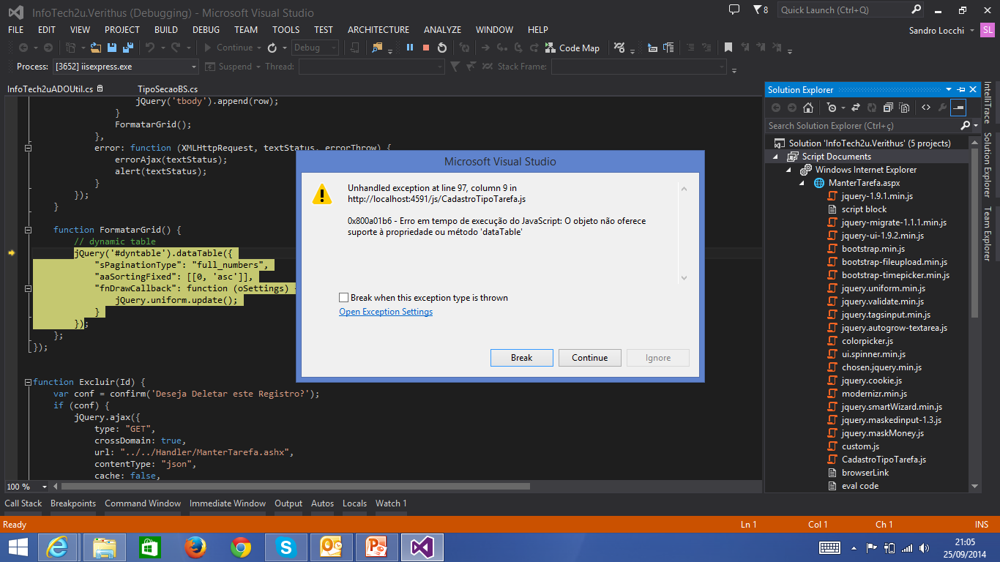 InfoTech2u.Verithus (Debugging) - Microsoft Visual Studio
8
Quick Launch (Ctrl+Q)
FILE EDIT VIEW PROJECT BUILD DEBUG TEAM TOOLS TEST ARCHITECTURE ANALYZE WINDOW HELP
Sandro Locchi
SL
Continue
Debug
Code Map
Process: [3652] iisexpress.exe
Suspend
Thread:
Stack Frame:
InfoTech2uADOUtil.cs
TipoSecaoBS.cs
jQuery('tbody').append(row);
}
FormatarGrid();
},
error: function (XMLHttpRequest, textStatus, errorThrow) {
errorAjax(textStatus);
alert(textStatus);
}
});
}
function FormatarGrid() {
// dynamic table
jQuery('#dyntable').dataTable({
"sPaginationType": "full_numbers",
"aaSortingFixed": [[0, 'asc']],
"fnDrawCallback": function (oSettings) {
jQuery.uniform.update();
}
});
};
});
function Excluir(Id) {
var conf = confirm('Deseja Deletar este Registro?');
if (conf) {
jQuery.ajax({
type: "GET",
crossDomain: true,
url: "../../Handler/ManterTarefa.ashx",
contentType: "json",
cache: false,
100 %
Microsoft Visual Studio
Unhandled exception at line 97, column 9 in
http://localhost:4591/js/CadastroTipoTarefa.js
0x800a01b6 - Erro em tempo de execução do JavaScript: O objeto não oferece
suporte à propriedade ou método 'dataTable'
Break when this exception type is thrown
Open Exception Settings
Break
Continue
Ignore
Solution Explorer
Search Solution Explorer (Ctrl+ç)
Solution 'InfoTech2u.Verithus' (5 projects)
Script Documents
Windows Internet Explorer
ManterTarefa.aspx
jquery-1.9.1.min.js
script block
jquery-migrate-1.1.1.min.js
jquery-ui-1.9.2.min.js
bootstrap.min.js
bootstrap-fileupload.min.js
bootstrap-timepicker.min.js
jquery.uniform.min.js
jquery.validate.min.js
jquery.tagsinput.min.js
jquery.autogrow-textarea.js
colorpicker.js
ui.spinner.min.js
chosen.jquery.min.js
jquery.cookie.js
modernizr.min.js
jquery.smartWizard.min.js
jquery.maskedinput-1.3.js
jquery.maskMoney.js
custom.js
CadastroTipoTarefa.js
browserLink
eval code
IntelliTrace
Solution Explorer
Team Explorer
Call Stack Breakpoints Command Window Immediate Window Output Autos Locals Watch 1
Ready
Ln 1
Col 1
Ch 1
INS
21:05
25/09/2014